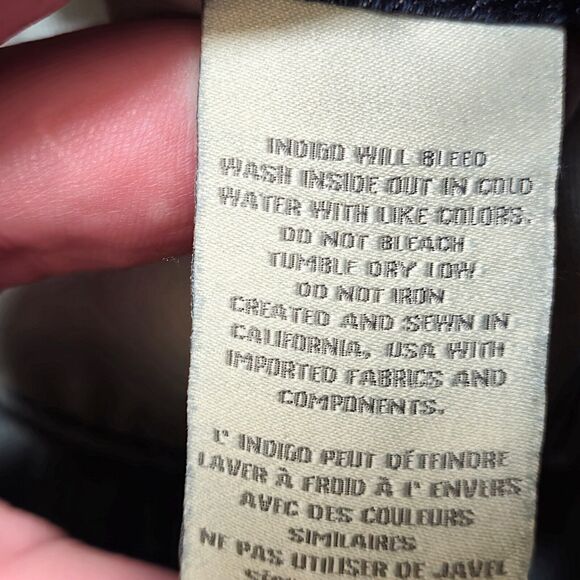 INDIGO WILL BLEED
WASH INSIDE OUT IN COLD
WATER WITH LIKE COLORS.
DO NOT BLEACH
TUMBLE DRY LOW
DO NOT IRON
CREATED AND SEWN IN
CALIFORNIA, USA WITH
IMPORTED FABRICS AND
COMPONENTS.
L' INDIGO PEUT DÉTEINDRE
LAVER À FROID À L' ENVERS
AVEC DES COULEURS
SIMILAIRES
NE PAS UTILISER DE JAVEL